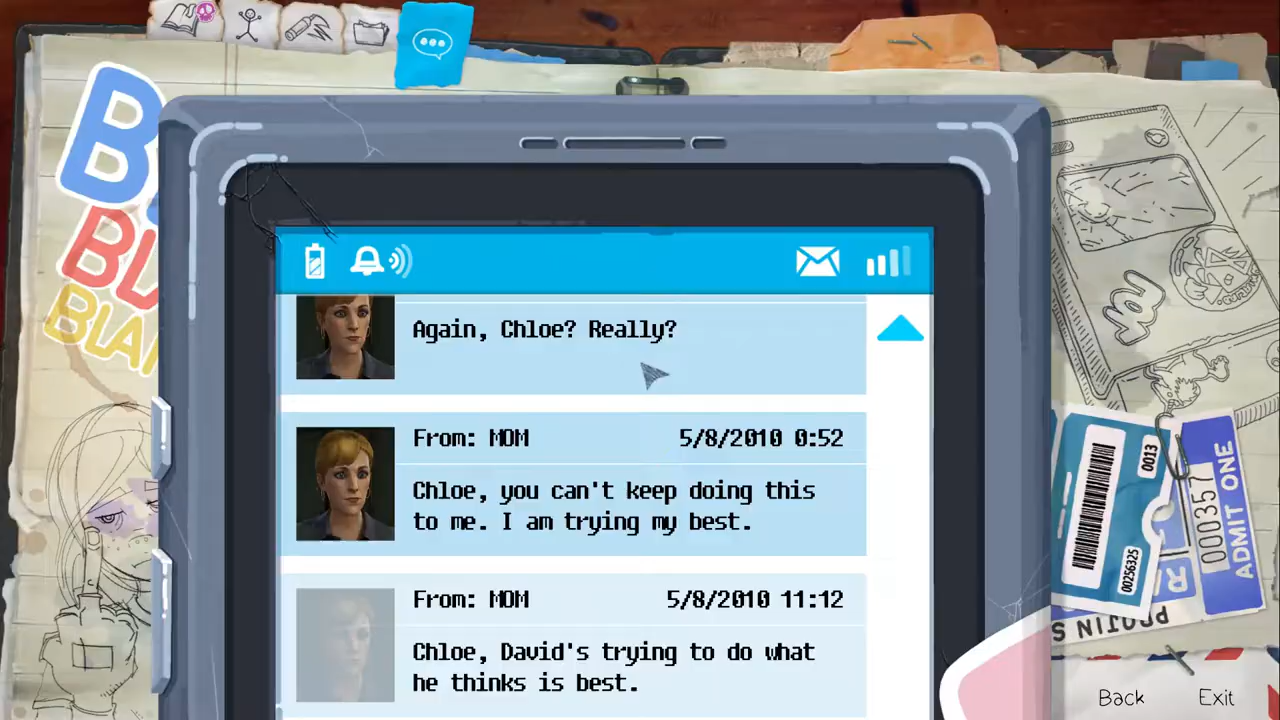 Again, Chloe? Really?
From: MOM 5/8/2010 0:52
Chloe, you can't keep doing this
to me. I am trying my best.
From: MOM 5/8/2010 11:12
Chloe, David's trying to do what
he thinks is best.
0013
00256325
000357
ADMIT ONE
Back Exit